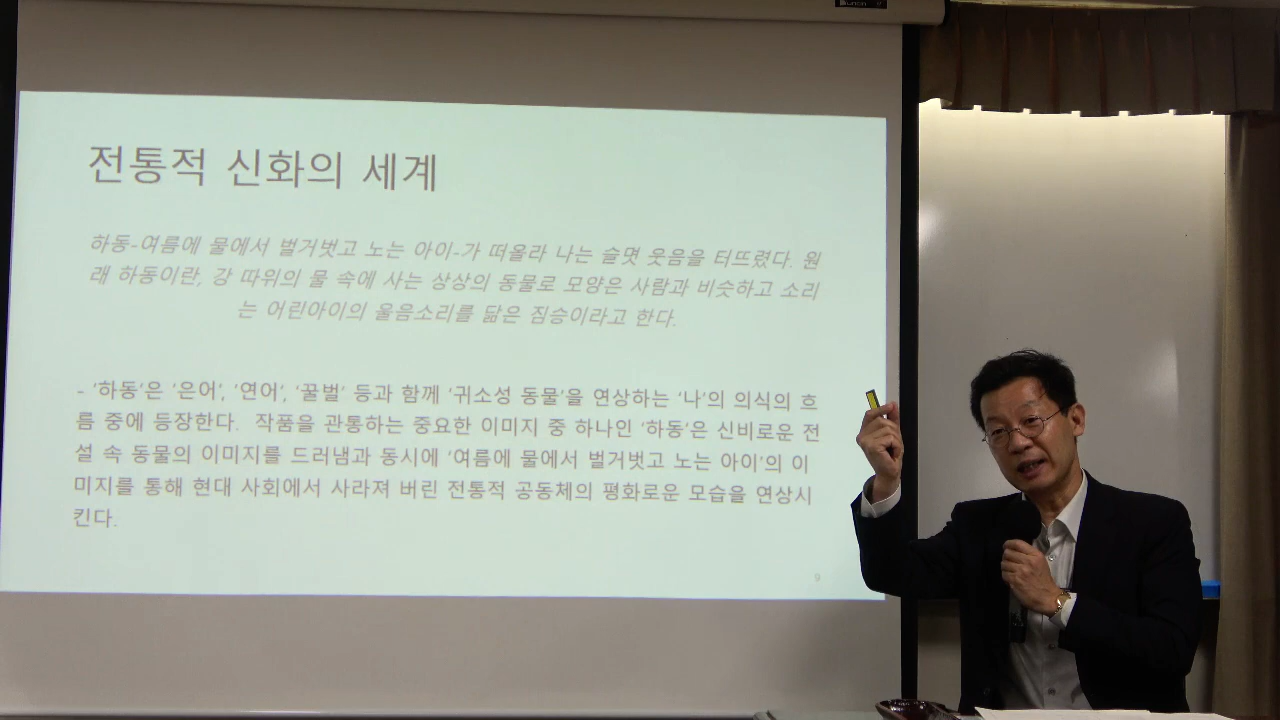 전통적 신화의 세계
하동-여름에 물에서 벌거벗고 노는 아이-가 떠올라 나는 슬몃 웃음을 터뜨렸다. 원
래 하동이란, 강 따위의 물 속에 사는 상상의 동물로 모양은 사람과 비슷하고 소리
는 어린아이의 울음소리를 닮은 짐승이라고 한다.
- '하동'은 '은어', '연어', '꿀벌' 등과 함께 '귀소성 동물'을 연상하는 '나'의 의식의 흐
름 중에 등장한다. 작품을 관통하는 중요한 이미지 중 하나인 '하동'은 신비로운 전
설 속 동물의 이미지를 드러냄과 동시에 '여름에 물에서 벌거벗고 노는 아이'의 이
미지를 통해 현대 사회에서 사라져 버린 전통적 공동체의 평화로운 모습을 연상시
킨다.
9